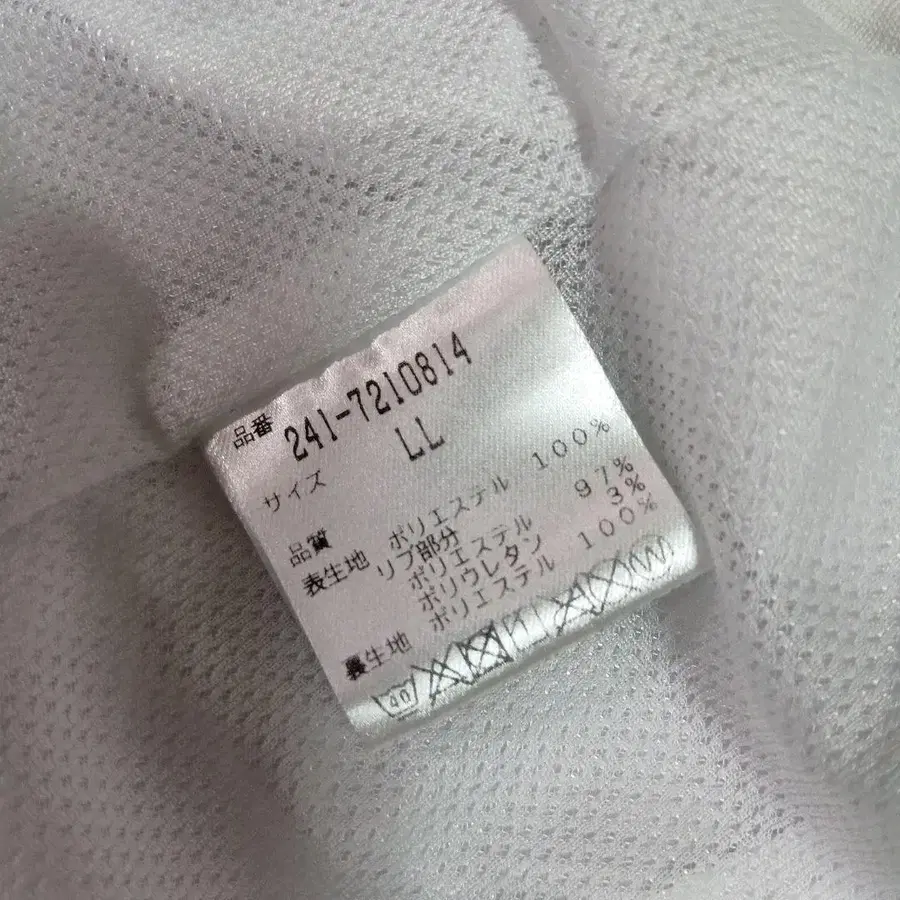 品番 241-7210814
サイズ LL
品質
表生地 ポリエステル 100%
リブ部分
ポリエステル 97%
ポリウレタン 3%
裏生地 ポリエステル 100%
40